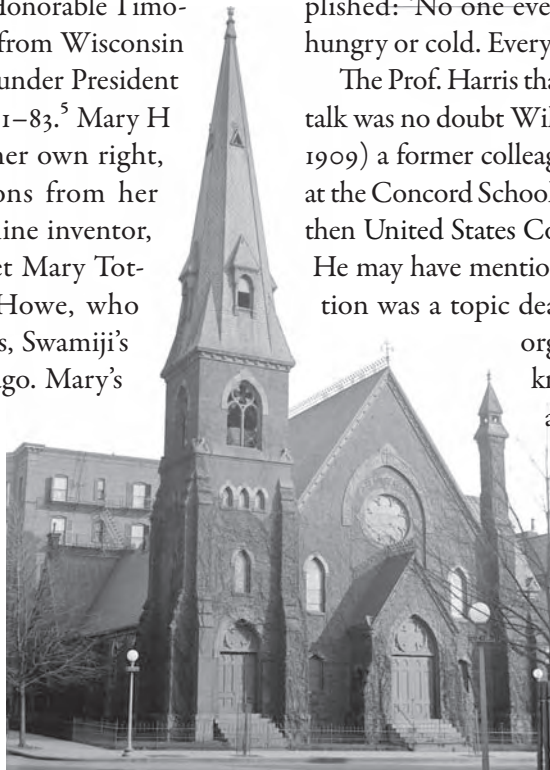 Honorable Timo-
from Wisconsin
under President
1–83.⁵ Mary H
her own right,
ons from her
line inventor,
et Mary Tot-
Howe, who
s, Swamiji's
go. Mary's
plished: 'No one eve
hungry or cold. Every
The Prof. Harris tha
talk was no doubt Wil
1909) a former colleag
at the Concord School
then United States Co
He may have mentio
tion was a topic dea
org
kn
a